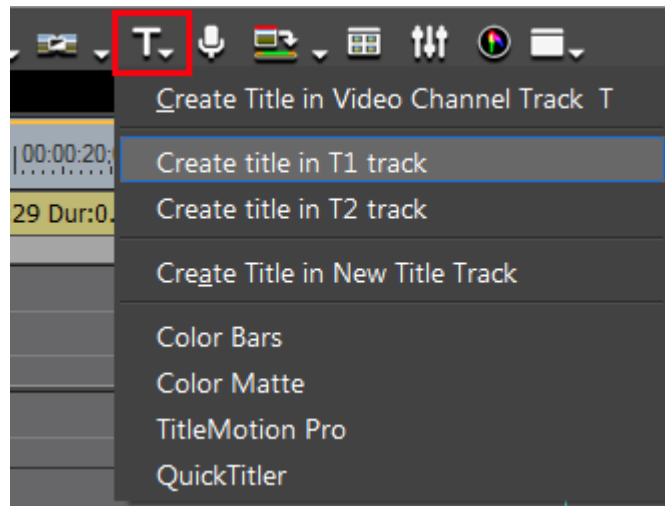 T
Create Title in Video Channel Track T
00:00:20;
Create title in T1 track
29 Dur:0.
Create title in T2 track
Create Title in New Title Track
Color Bars
Color Matte
TitleMotion Pro
QuickTitler